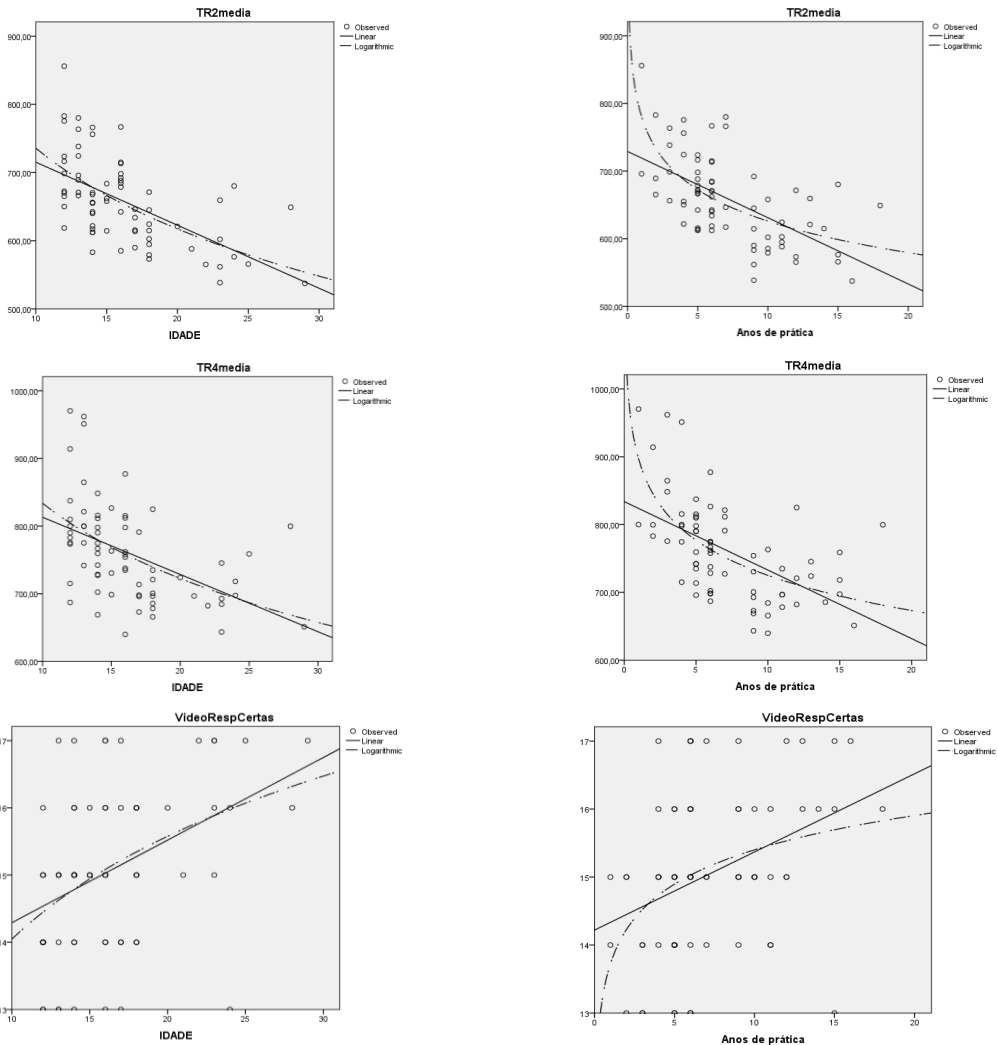 TR2media
Observed
Linear
Logarithmic
900,00
800,00
700,00
600,00
500,00
10
15
20
25
30
IDADE
TR2media
Observed
Linear
Logarithmic
900,00
800,00
700,00
600,00
500,00
0
5
10
15
20
Anos de prática
TR4media
Observed
Linear
Logarithmic
1000,00
900,00
800,00
700,00
600,00
10
15
20
25
30
IDADE
TR4media
Observed
Linear
Logarithmic
1000,00
900,00
800,00
700,00
600,00
0
5
10
15
20
Anos de prática
VideoRespCertas
Observed
Linear
Logarithmic
17
16
15
14
13
10
15
20
25
30
IDADE
VideoRespCertas
Observed
Linear
Logarithmic
17
16
15
14
13
0
5
10
15
20
Anos de prática